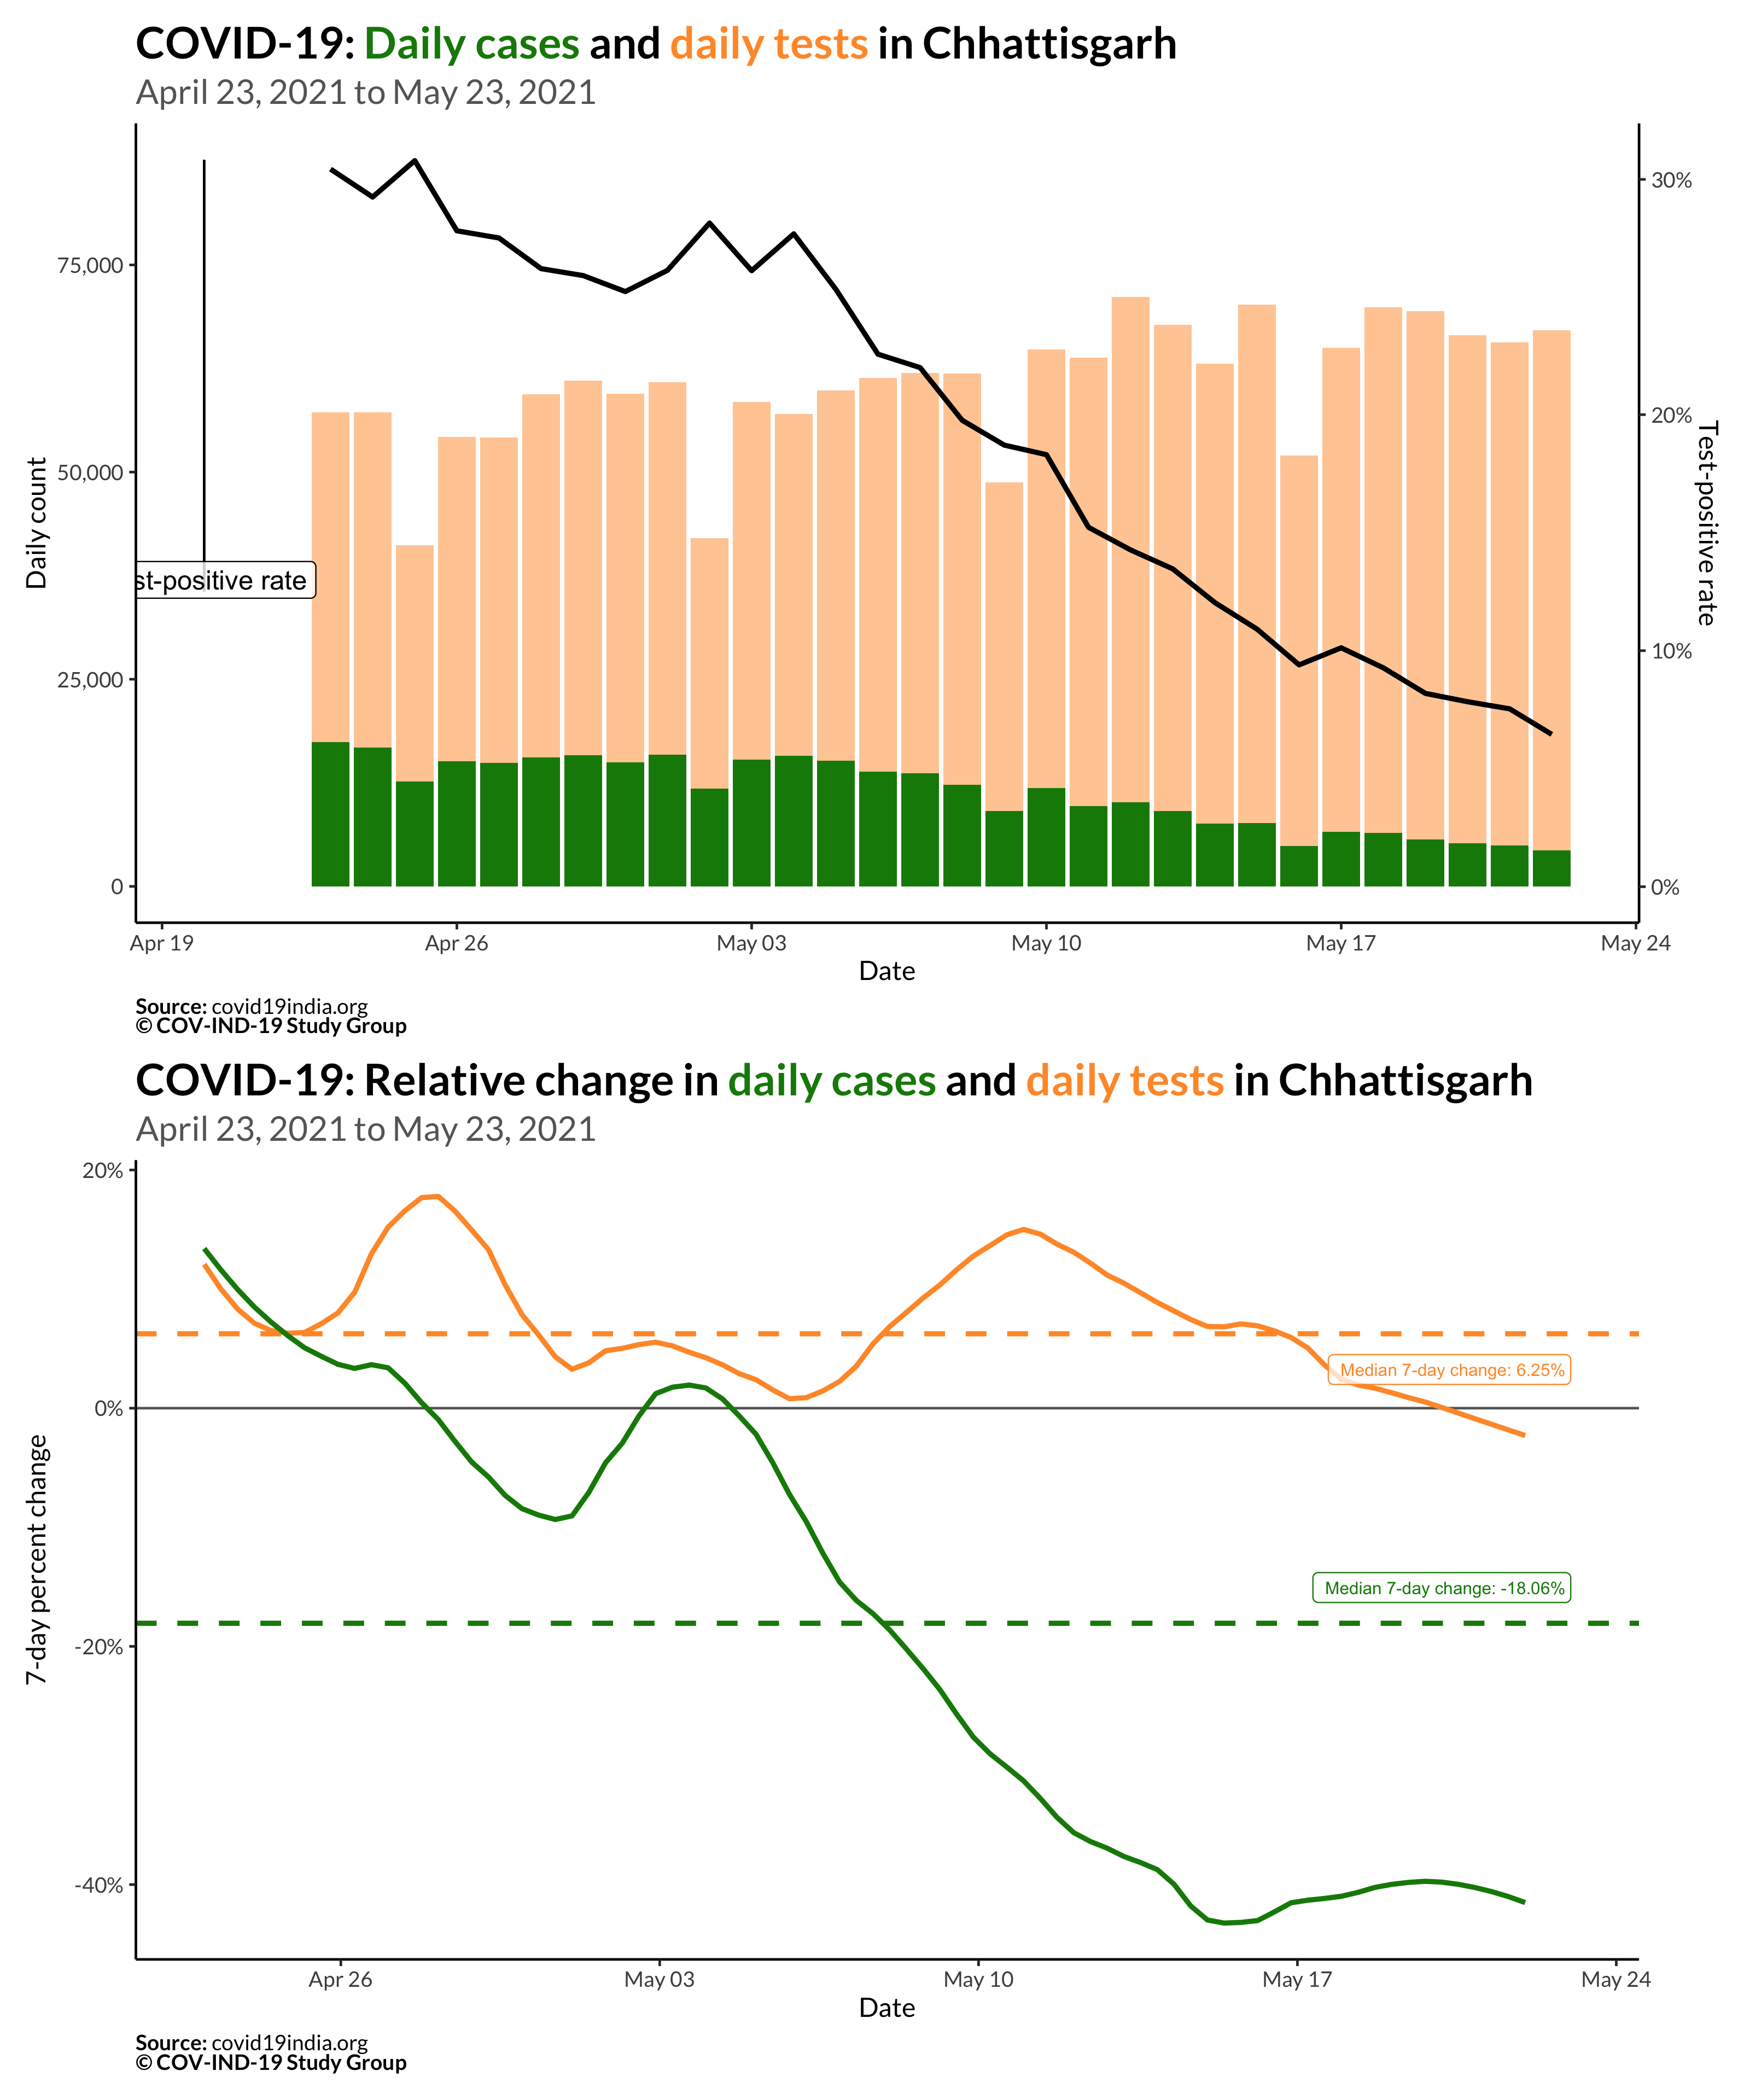 COVID-19: Daily cases and daily tests in Chhattisgarh
April 23, 2021 to May 23, 2021
Daily count
75,000
50,000
25,000
0
st-positive rate
30%
20%
10%
0%
Test-positive rate
Apr 19
Apr 26
May 03
May 10
May 17
May 24
Date
Source: covid19india.org
© COV-IND-19 Study Group
COVID-19: Relative change in daily cases and daily tests in Chhattisgarh
April 23, 2021 to May 23, 2021
7-day percent change
20%
0%
-20%
-40%
Median 7-day change: 6.25%
Median 7-day change: -18.06%
Apr 26
May 03
May 10
May 17
May 24
Date
Source: covid19india.org
© COV-IND-19 Study Group